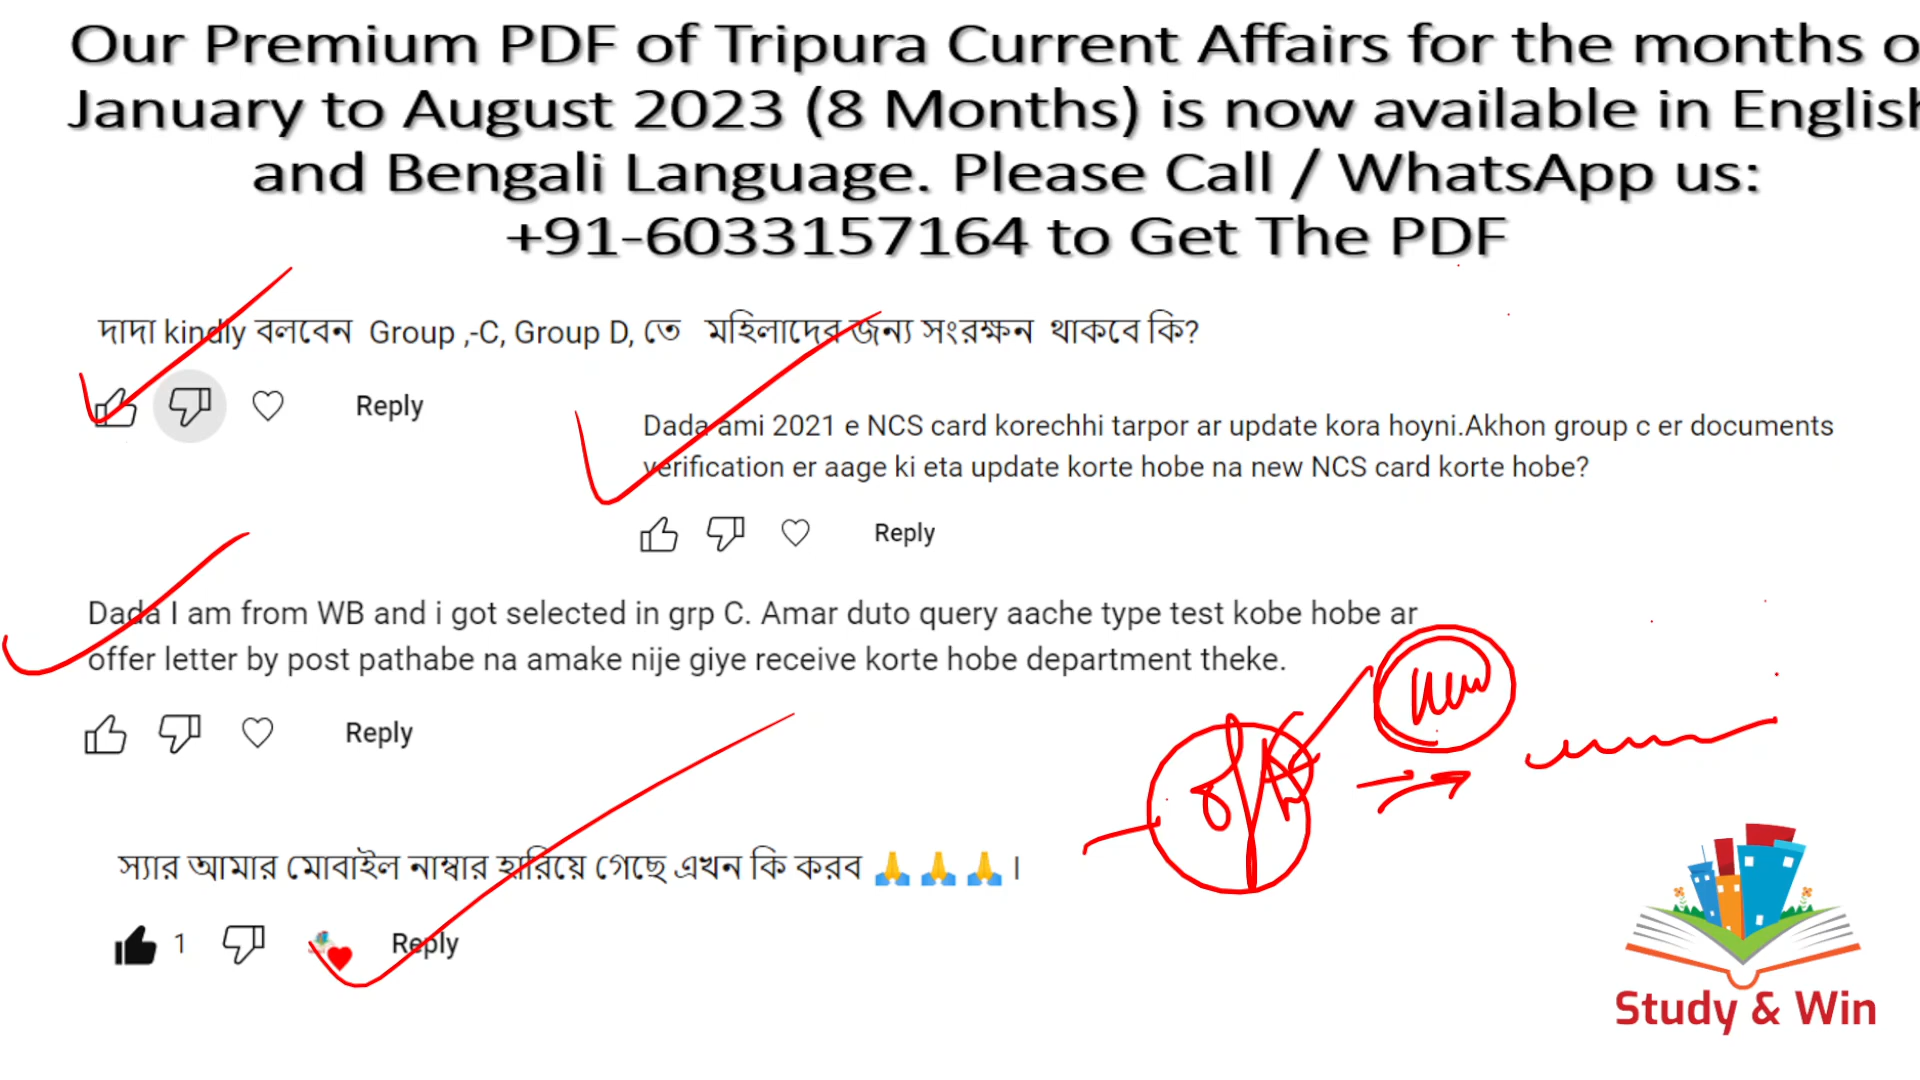 Our Premium PDF of Tripura Current Affairs for the months o
January to August 2023 (8 Months) is now available in English
and Bengali Language. Please Call / WhatsApp us:
+91-6033157164 to Get The PDF
দাদা kindly বলবেন Group ,-C, Group D, তে মহিলাদের জন্য সংরক্ষন থাকবে কি?
Reply
Dada ami 2021 e NCS card korechhi tarpor ar update kora hoyni.Akhon group c er documents
verification er aage ki eta update korte hobe na new NCS card korte hobe?
Reply
Dada I am from WB and i got selected in grp C. Amar duto query aache type test kobe hobe ar
offer letter by post pathabe na amake nije giye receive korte hobe department theke.
Reply
new
স্যার আমার মোবাইল নাম্বার হারিয়ে গেছে এখন কি করব 🙏🙏🙏।
1 Reply
Study & Win